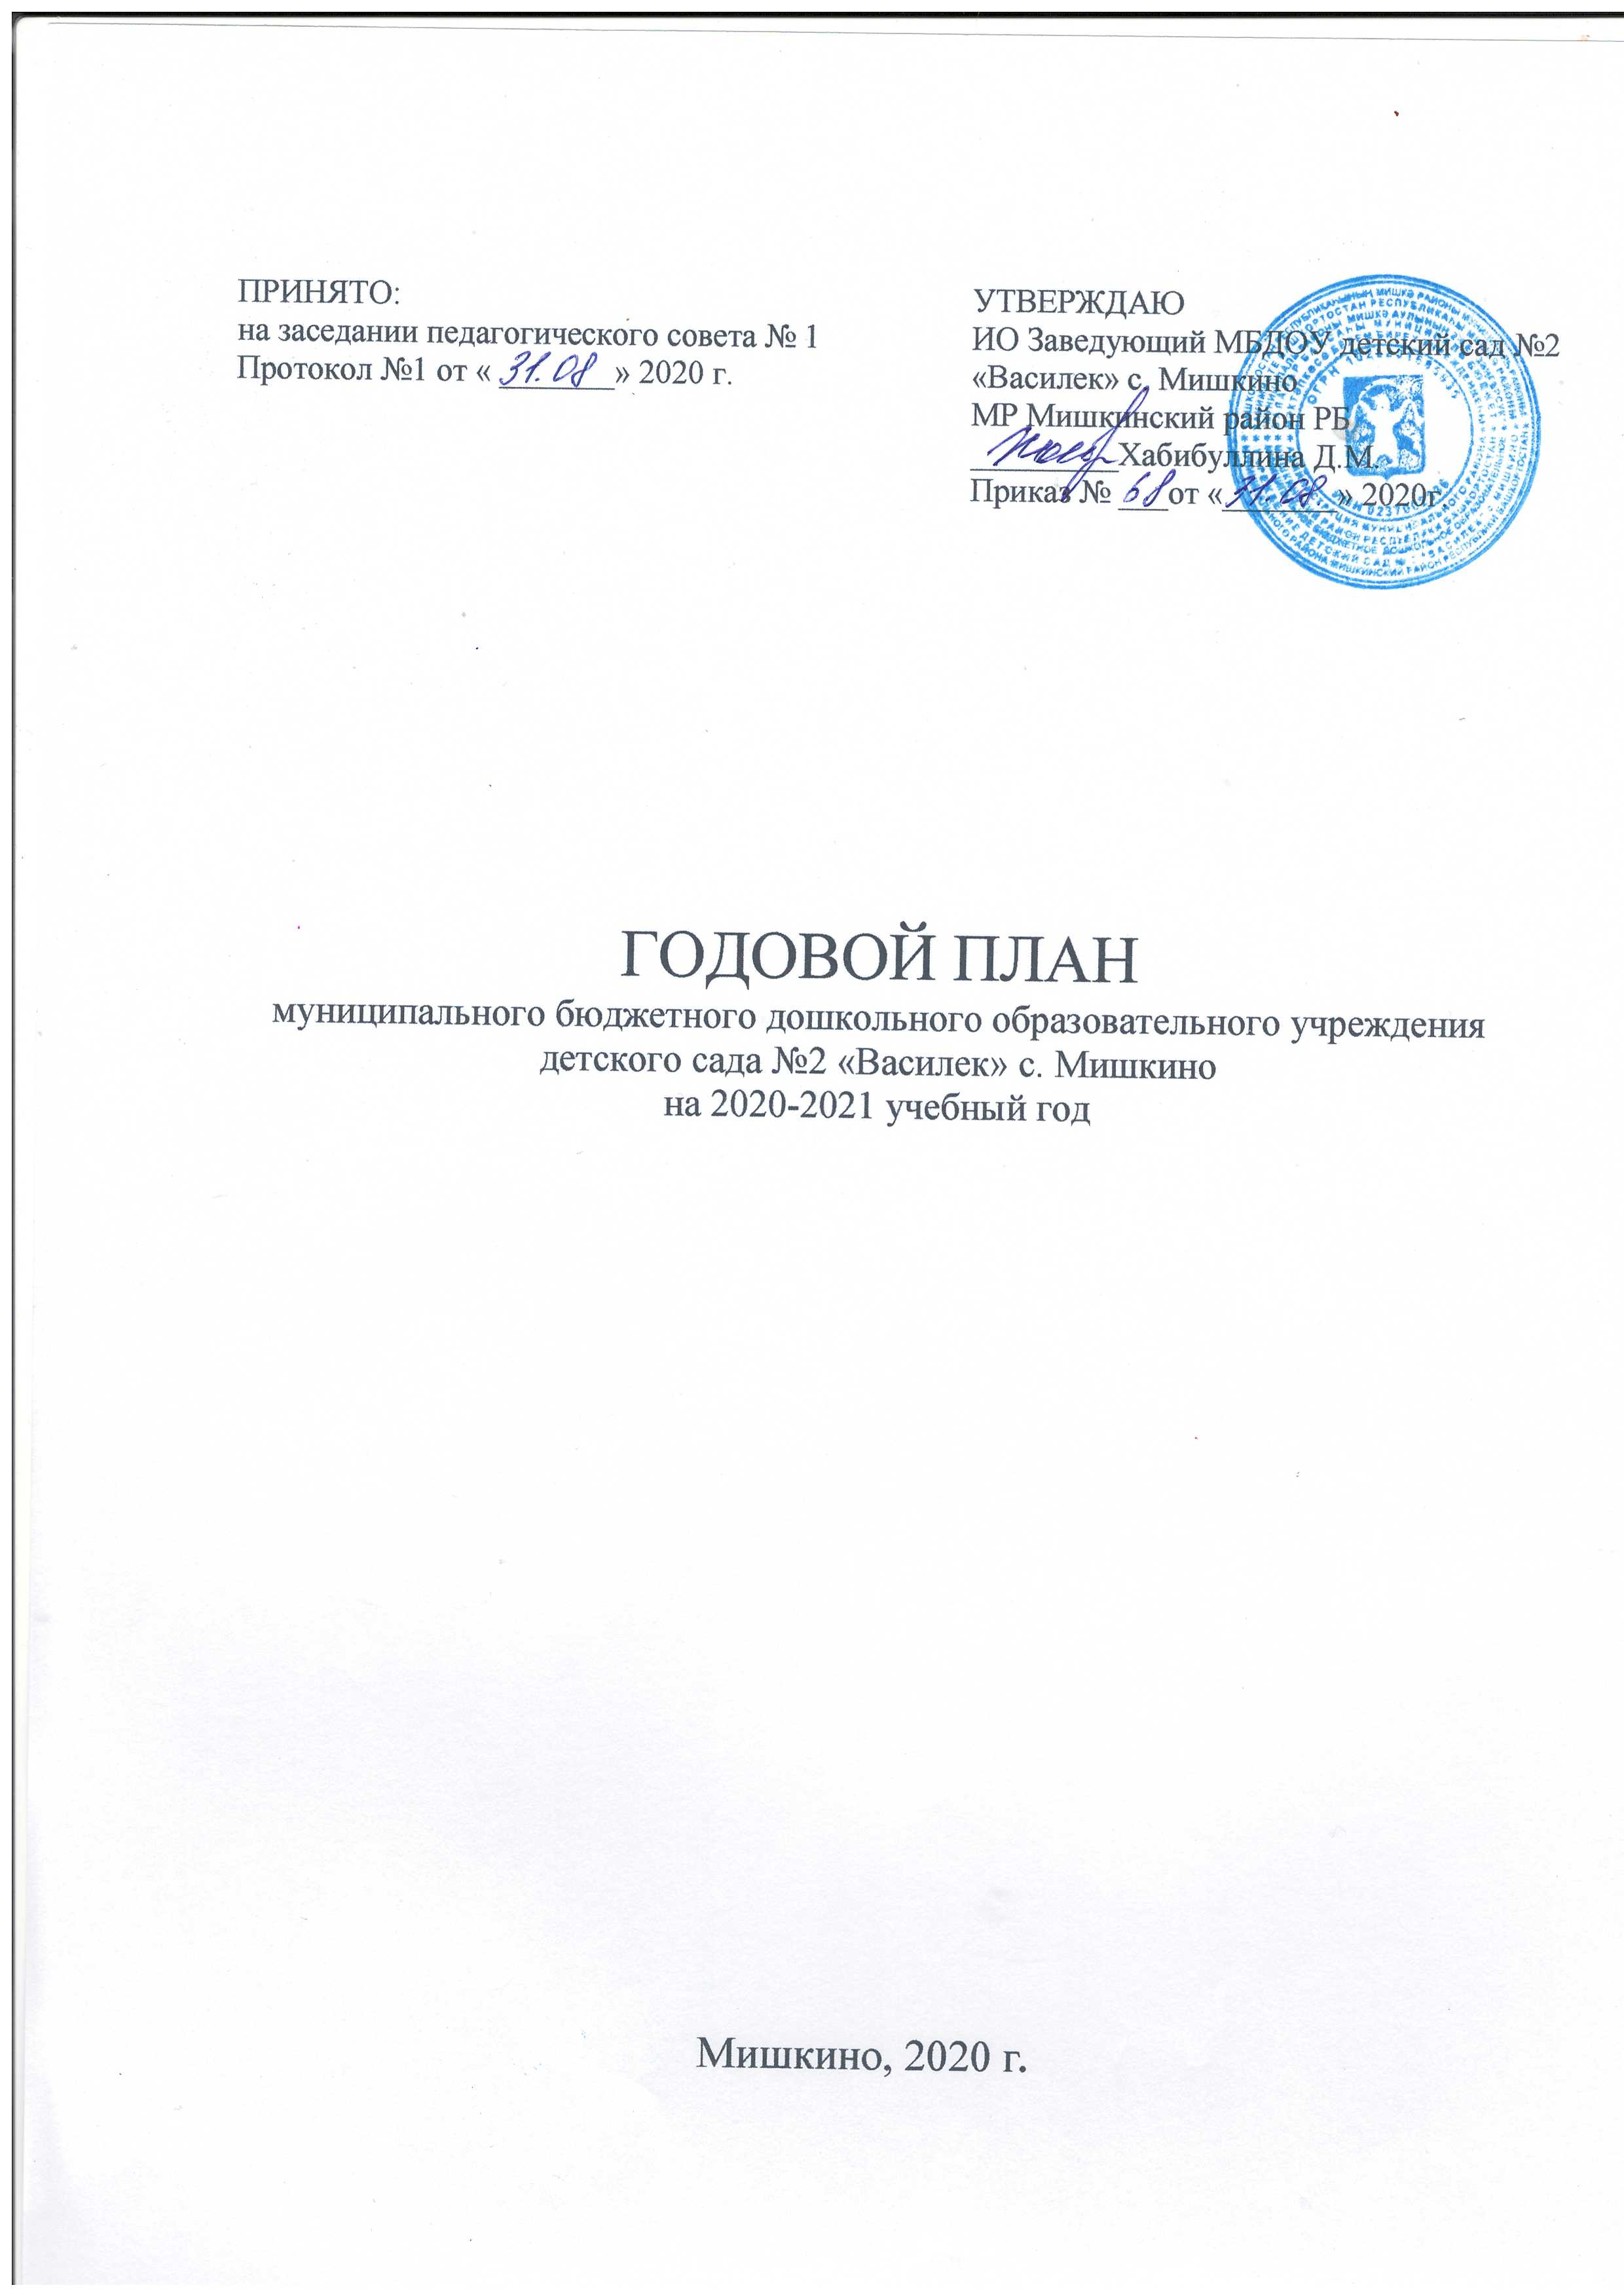 ПРИНЯТО:
на заседании педагогического совета № 1
Протокол №1 от « 31.08 » 2020 г.
УТВЕРЖДАЮ
ИО Заведующий МБДОУ детский сад №2
«Василек» с. Мишкино
МР Мишкинский район РБ
Хабибуллина Д.М.
Приказ № 68 от « 31.08 » 2020г
ГОДОВОЙ ПЛАН
муниципального бюджетного дошкольного образовательного учреждения
детского сада №2 «Василек» с. Мишкино
на 2020-2021 учебный год
Мишкино, 2020 г.